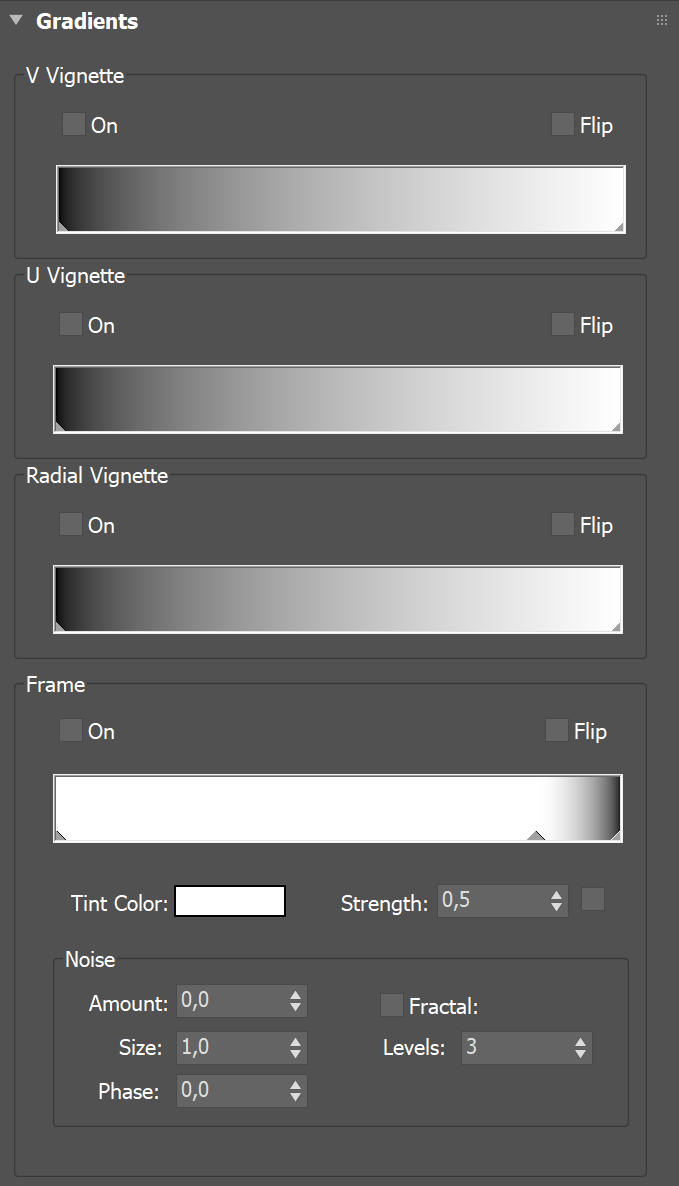 Gradients
V Vignette
On Flip
U Vignette
On Flip
Radial Vignette
On Flip
Frame
On Flip
Tint Color: Strength: 0,5
Noise
Amount: 0,0 Fractal:
Size: 1,0 Levels: 3
Phase: 0,0